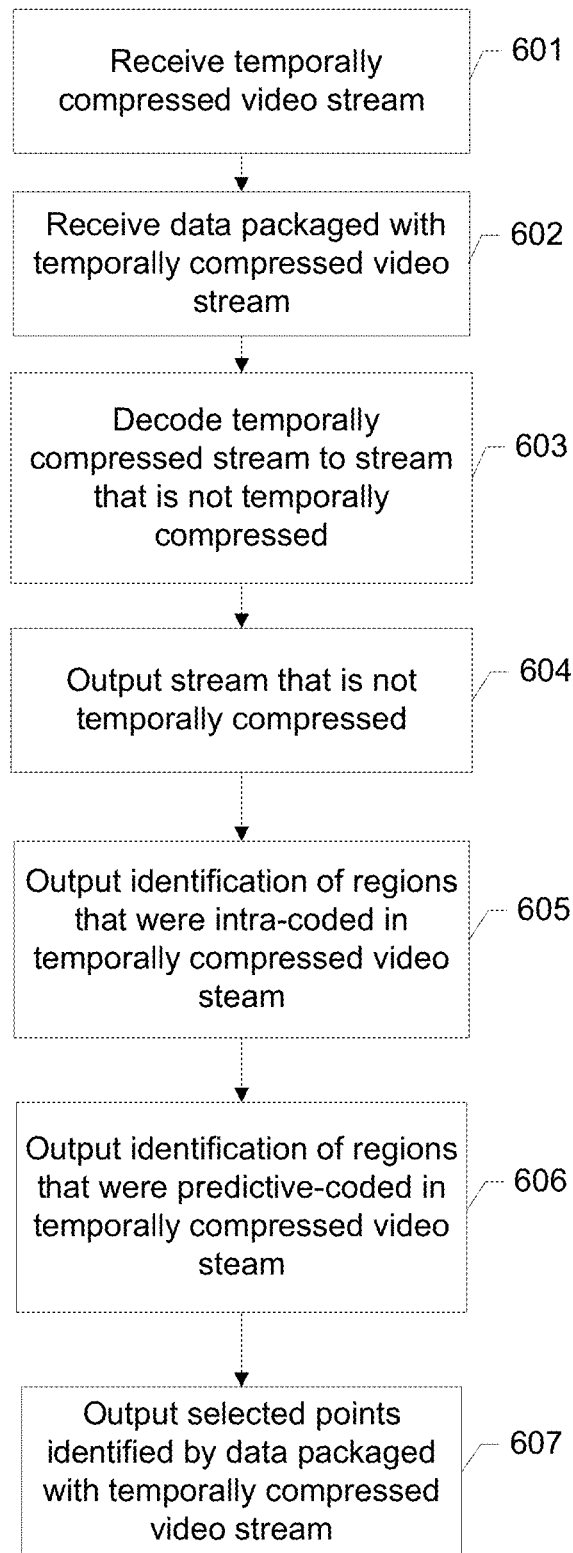 Receive temporally
compressed video stream
601
Receive data packaged with
temporally compressed video
stream
602
Decode temporally
compressed stream to stream
that is not temporally
compressed
603
Output stream that is not
temporally compressed
604
Output identification of regions
that were intra-coded in
temporally compressed video
steam
605
Output identification of regions
that were predictive-coded in
temporally compressed video
steam
606
Output selected points
identified by data packaged
with temporally compressed
video stream
607